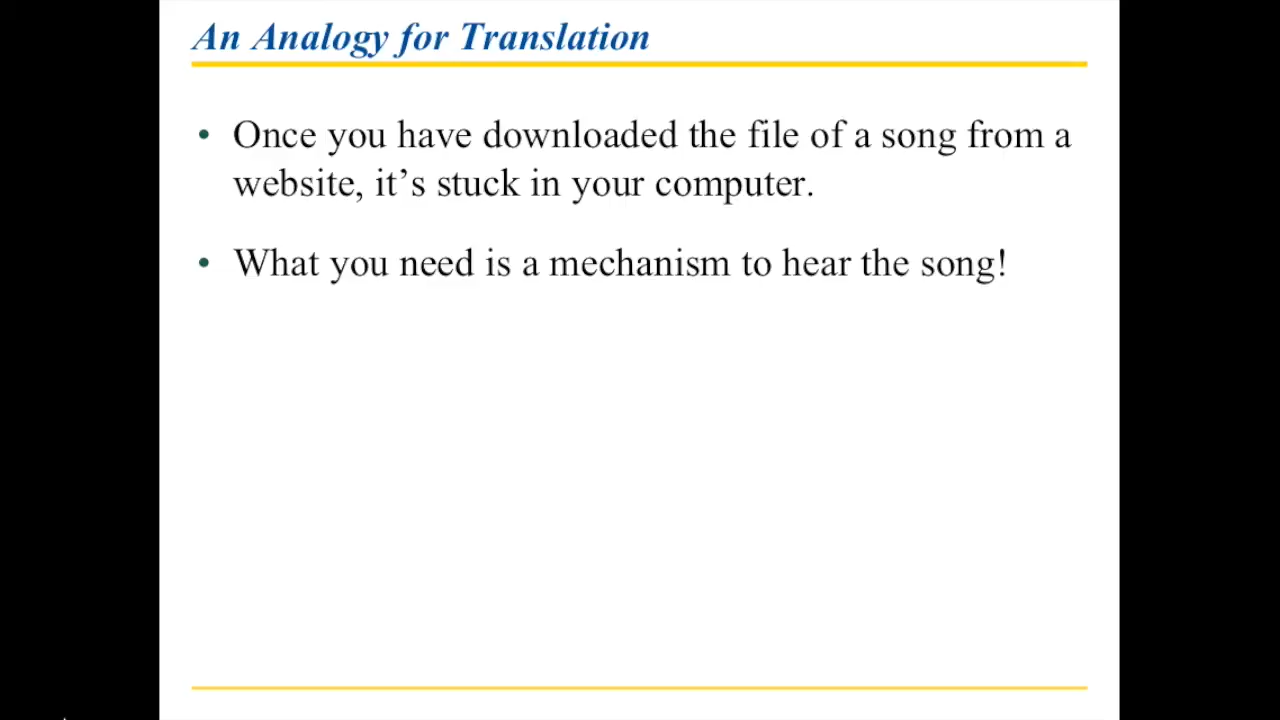 An Analogy for Translation
• Once you have downloaded the file of a song from a
website, it’s stuck in your computer.
• What you need is a mechanism to hear the song!